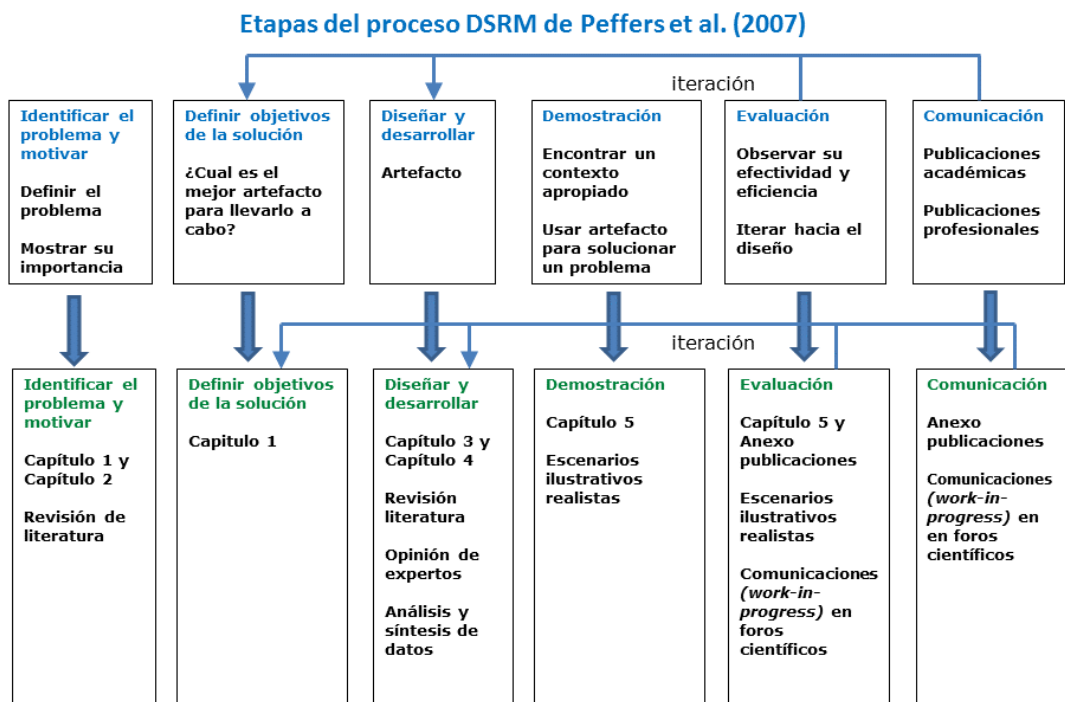 Etapas del proceso DSRM de Peffers et al. (2007)
iteración
Identificar el
problema y
motivar
Definir el
problema
Mostrar su
importancia
Definir objetivos
de la solución
¿Cual es el
mejor artefacto
para llevarlo a
cabo?
Diseñar y
desarrollar
Artefacto
Demostración
Encontrar un
contexto
apropiado
Usar artefacto
para solucionar
un problema
Evaluación
Observar su
efectividad y
eficiencia
Iterar hacia el
diseño
Comunicación
Publicaciones
académicas
Publicaciones
profesionales
iteración
Identificar el
problema y
motivar
Capítulo 1 y
Capítulo 2
Revisión de
literatura
Definir objetivos
de la solución
Capitulo 1
Diseñar y
desarrollar
Capítulo 3 y
Capítulo 4
Revisión
literatura
Opinión de
expertos
Análisis y
síntesis de
datos
Demostración
Capítulo 5
Escenarios
ilustrativos
realistas
Evaluación
Capítulo 5 y
Anexo
publicaciones
Escenarios
ilustrativos
realistas
Comunicaciones
(work-in-
progress) en
foros
científicos
Comunicación
Anexo
publicaciones
Comunicaciones
(work-in-
progress) en
en foros
científicos